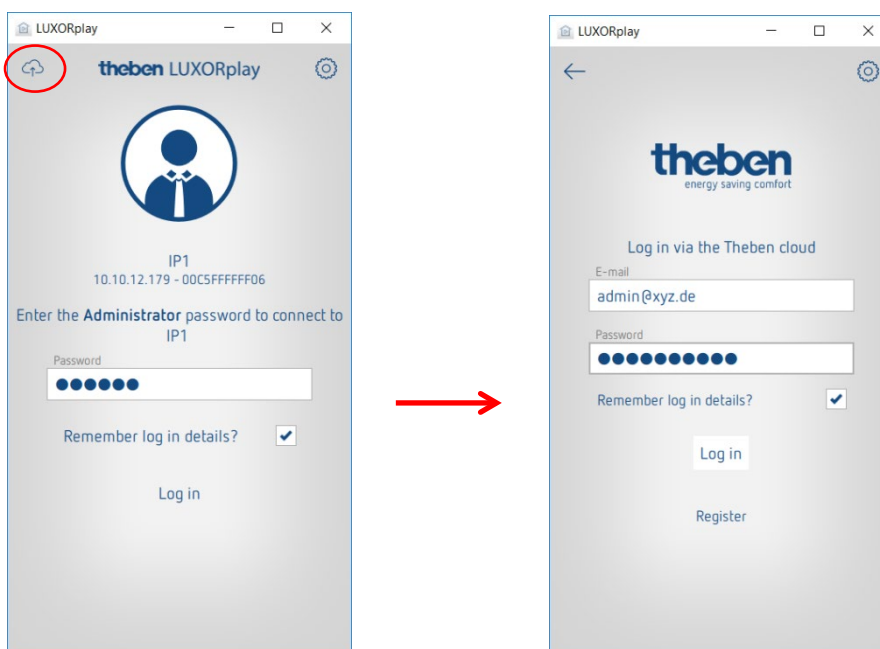 LUXORplay
theben LUXORplay
IP1
10.10.12.179 - 00C5FFFFFF06
Enter the Administrator password to connect to
IP1
Password
Remember log in details?
Log in
LUXORplay
theben
energy saving comfort
Log in via the Theben cloud
E-mail
admin@xyz.de
Password
Remember log in details?
Log in
Register